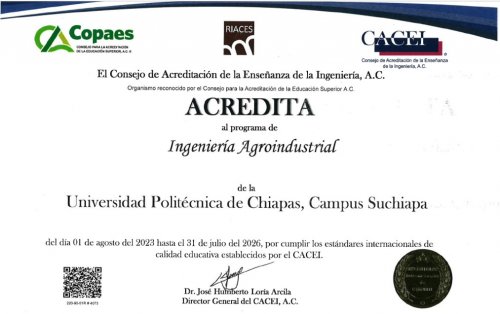 Copaes
CONSEJO PARA LA ACREDITACIÓN
DE LA EDUCACIÓN SUPERIOR, A.C.
RIACES
CACEI
Consejo de Acreditación de la Enseñanza
de la Ingeniería, A.C.
El Consejo de Acreditación de la Enseñanza de la Ingeniería, A.C.
Organismo reconocido por el Consejo para la Acreditación de la Educación Superior A.C.
ACREDITA
al programa de
Ingeniería Agroindustrial
de la
Universidad Politécnica de Chiapas, Campus Suchiapa
del día 01 de agosto del 2023 hasta el 31 de julio del 2026, por cumplir los estándares internacionales de
calidad educativa establecidos por el CACEI.
Dr. José Humberto Loría Arcila
Director General del CACEI, A.C.